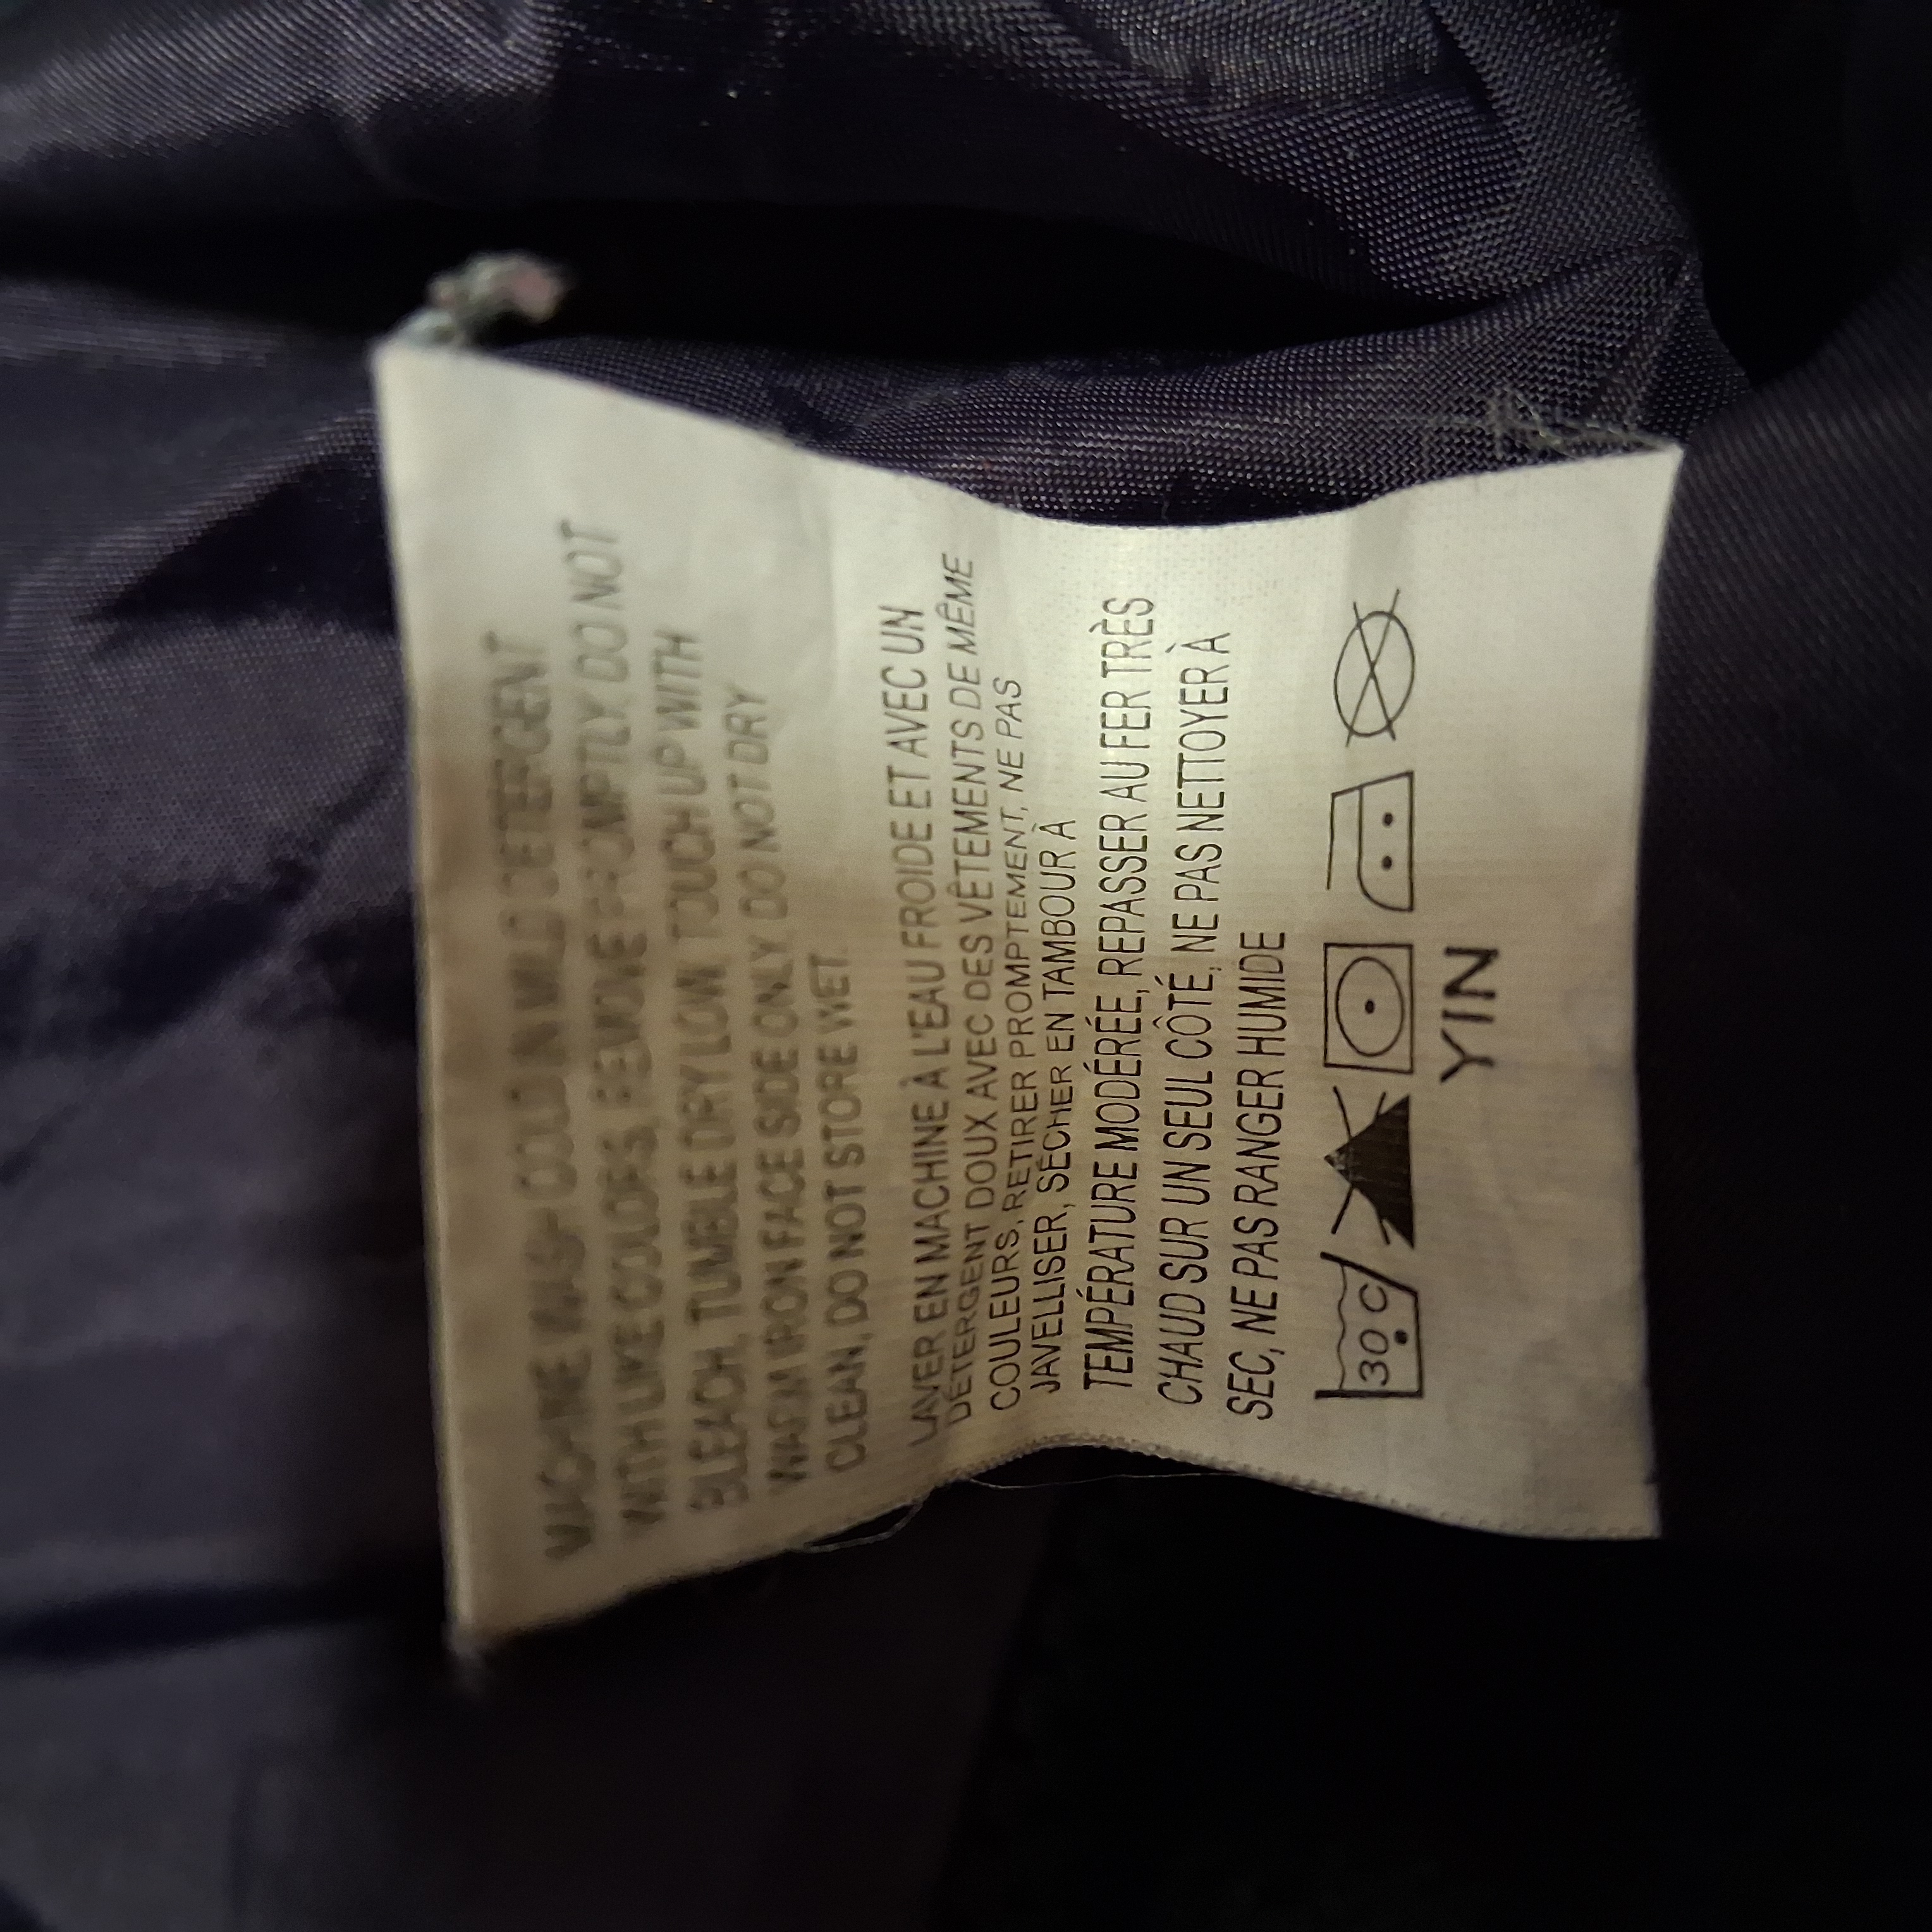 MACHINE WASH COLD IN MILD DETERGENT
WITH LIKE COLORS, REMOVE PROMPTLY, DO NOT
BLEACH, TUMBLE DRY LOW, TOUCH UP WITH
WARM IRON FACE SIDE ONLY, DO NOT DRY
CLEAN, DO NOT STORE WET.
LAVER EN MACHINE À L'EAU FROIDE ET AVEC UN
DÉTERGENT DOUX AVEC DES VÊTEMENTS DE MÊME
COULEURS, RETIRER PROMPTEMENT, NE PAS
JAVELLISER, SÉCHER EN TAMBOUR À
TEMPÉRATURE MODÉRÉE, REPASSER AU FER TRÈS
CHAUD SUR UN SEUL CÔTÉ, NE PAS NETTOYER À
SEC, NE PAS RANGER HUMIDE
30 C
YIN